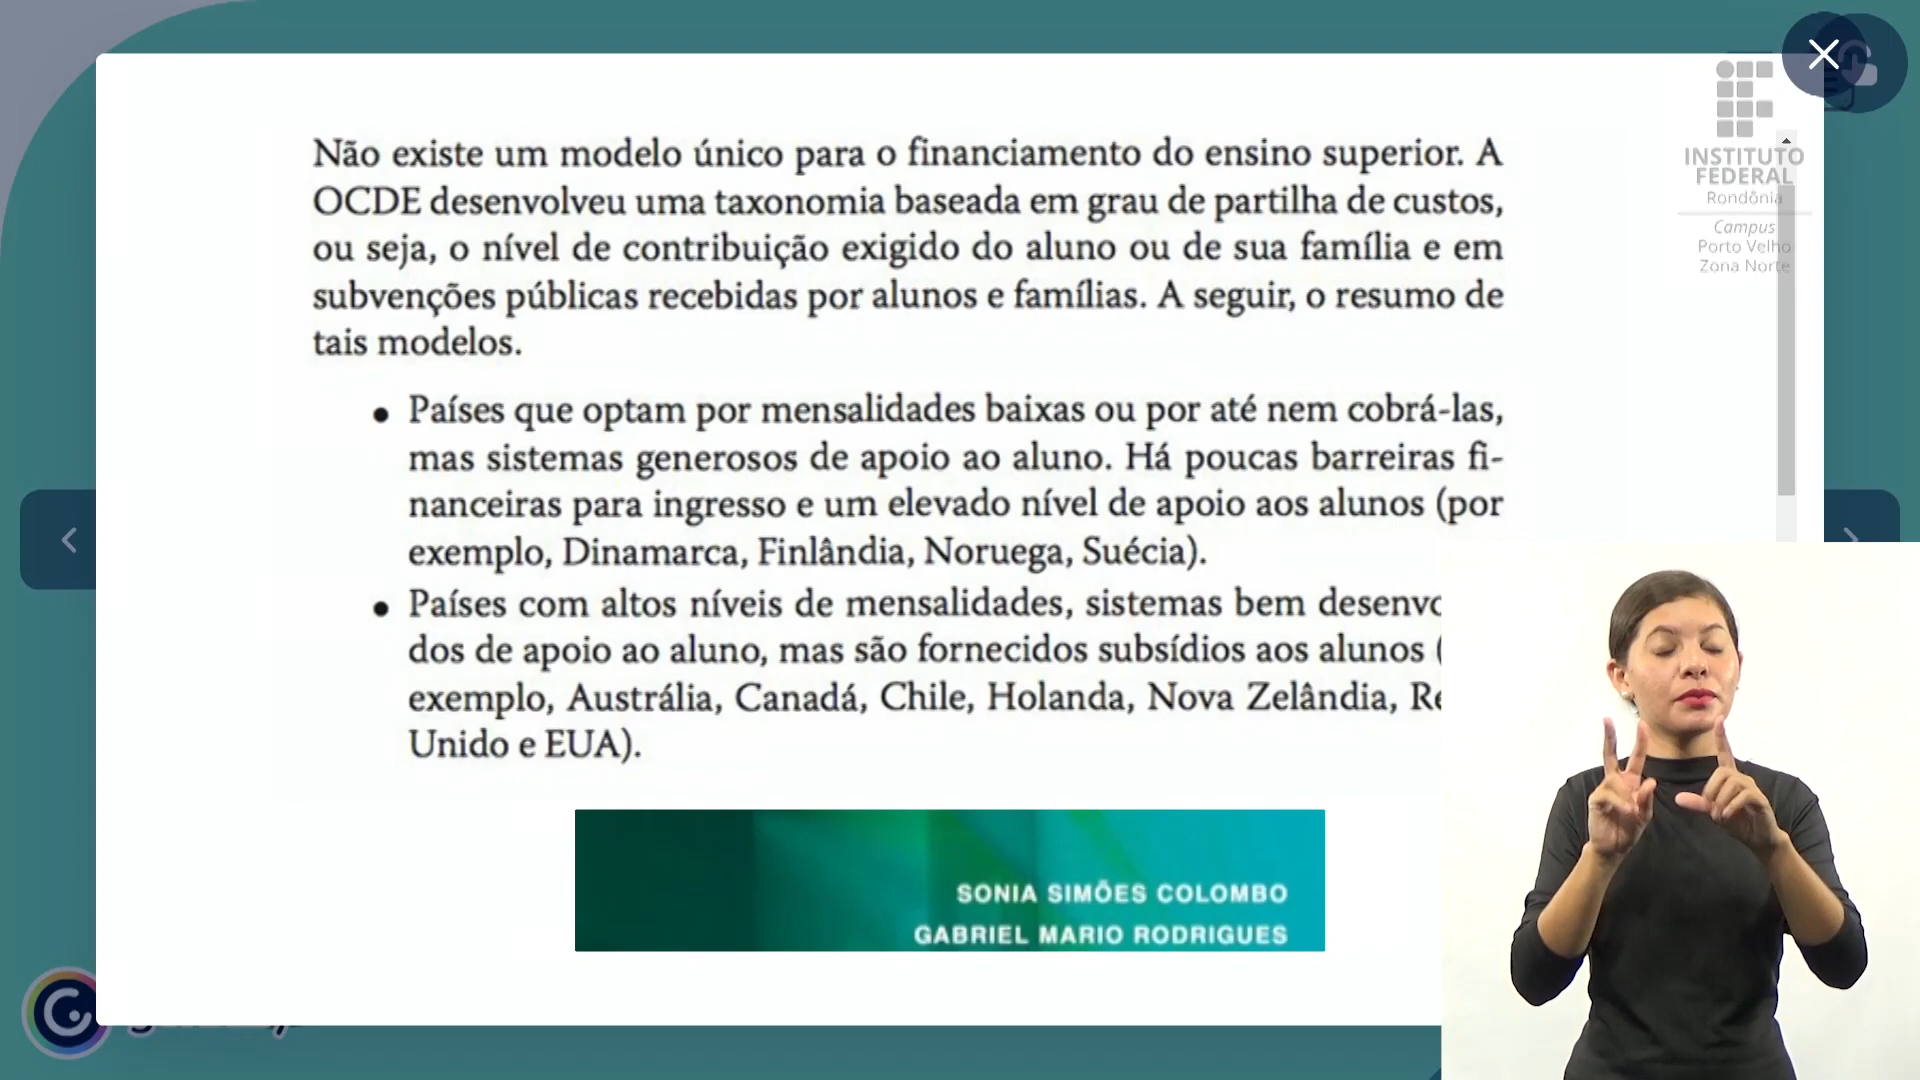 Não existe um modelo único para o financiamento do ensino superior. A
OCDE desenvolveu uma taxonomia baseada em grau de partilha de custos,
ou seja, o nível de contribuição exigido do aluno ou de sua família e em
subvenções públicas recebidas por alunos e famílias. A seguir, o resumo de
tais modelos.
• Países que optam por mensalidades baixas ou por até nem cobrá-las,
mas sistemas generosos de apoio ao aluno. Há poucas barreiras fi-
nanceiras para ingresso e um elevado nível de apoio aos alunos (por
exemplo, Dinamarca, Finlândia, Noruega, Suécia).
• Países com altos níveis de mensalidades, sistemas bem
dos de apoio ao aluno, mas são fornecidos subsídios aos alunos (
exemplo, Austrália, Canadá, Chile, Holanda, Nova Zelândia,
Unido e EUA).
SONIA SIMÕES COLOMBO
GABRIEL MARIO RODRIGUES
INSTITUTO
FEDERAL
Rondônia
Campus
Porto Velho
Zona Norte